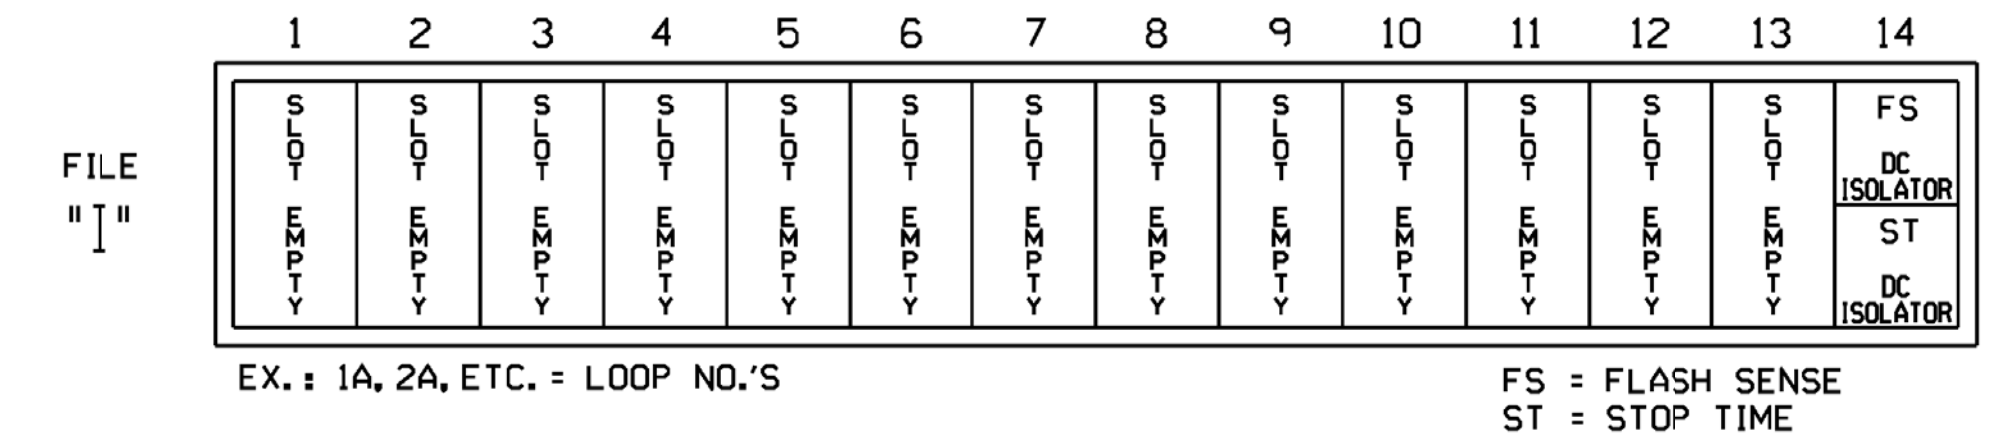 1 2 3 4 5 6 7 8 9 10 11 12 13 14
FILE
"I"
SLOT EMPTY
SLOT EMPTY
SLOT EMPTY
SLOT EMPTY
SLOT EMPTY
SLOT EMPTY
SLOT EMPTY
SLOT EMPTY
SLOT EMPTY
SLOT EMPTY
SLOT EMPTY
SLOT EMPTY
SLOT EMPTY
FS
DC
ISOLATOR
ST
DC
ISOLATOR
EX.: 1A, 2A, ETC. = LOOP NO.'S
FS = FLASH SENSE
ST = STOP TIME